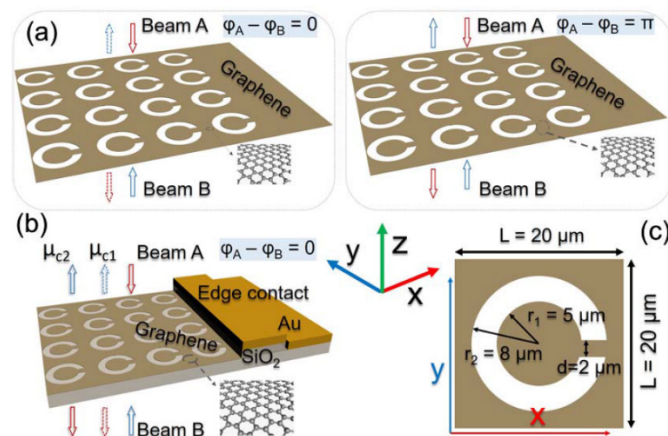 (a)
Beam A
φA − φB = 0
Graphene
Beam B
Beam A
φA − φB = π
Graphene
Beam B
(b)
μc2 μc1 Beam A φA − φB = 0
Edge contact
Au
Graphene
SiO2
Beam B
z
y
x
(c)
L = 20 μm
r1 = 5 μm
r2 = 8 μm
d=2 μm
L = 20 μm
y
x